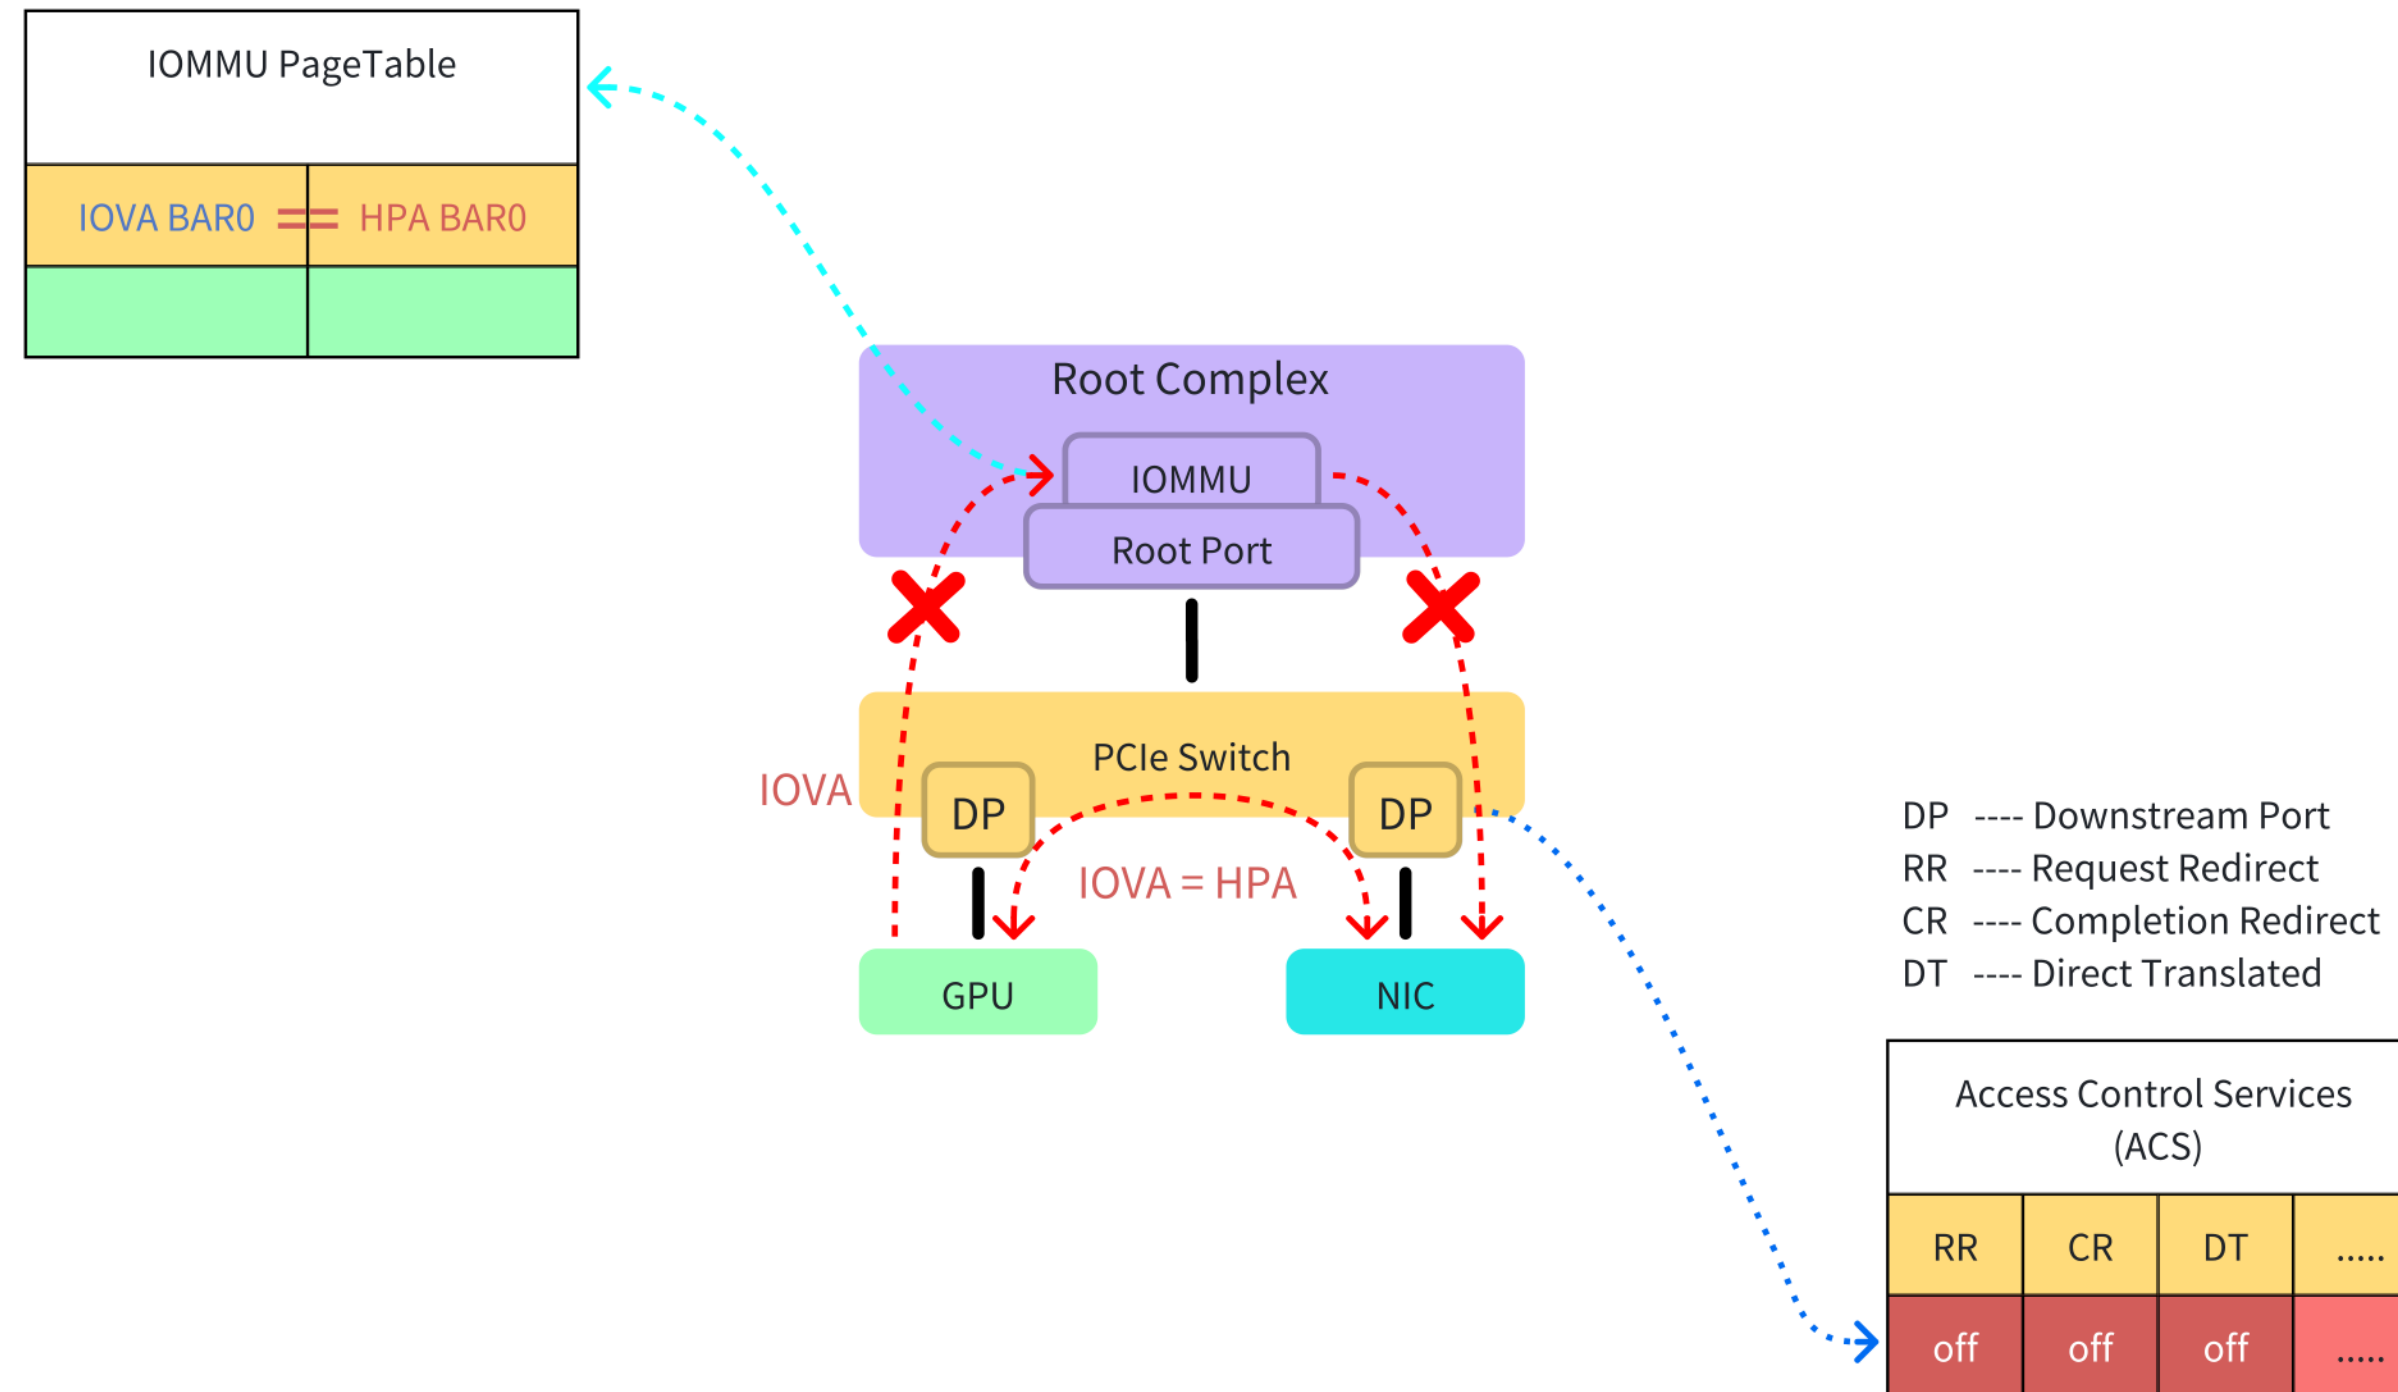 IOMMU PageTable
IOVA BAR0 == HPA BAR0
Root Complex
IOMMU
Root Port
PCIe Switch
IOVA
DP
DP
IOVA = HPA
GPU
NIC
DP ---- Downstream Port
RR ---- Request Redirect
CR ---- Completion Redirect
DT ---- Direct Translated
Access Control Services
(ACS)
RR CR DT .....
off off off .....